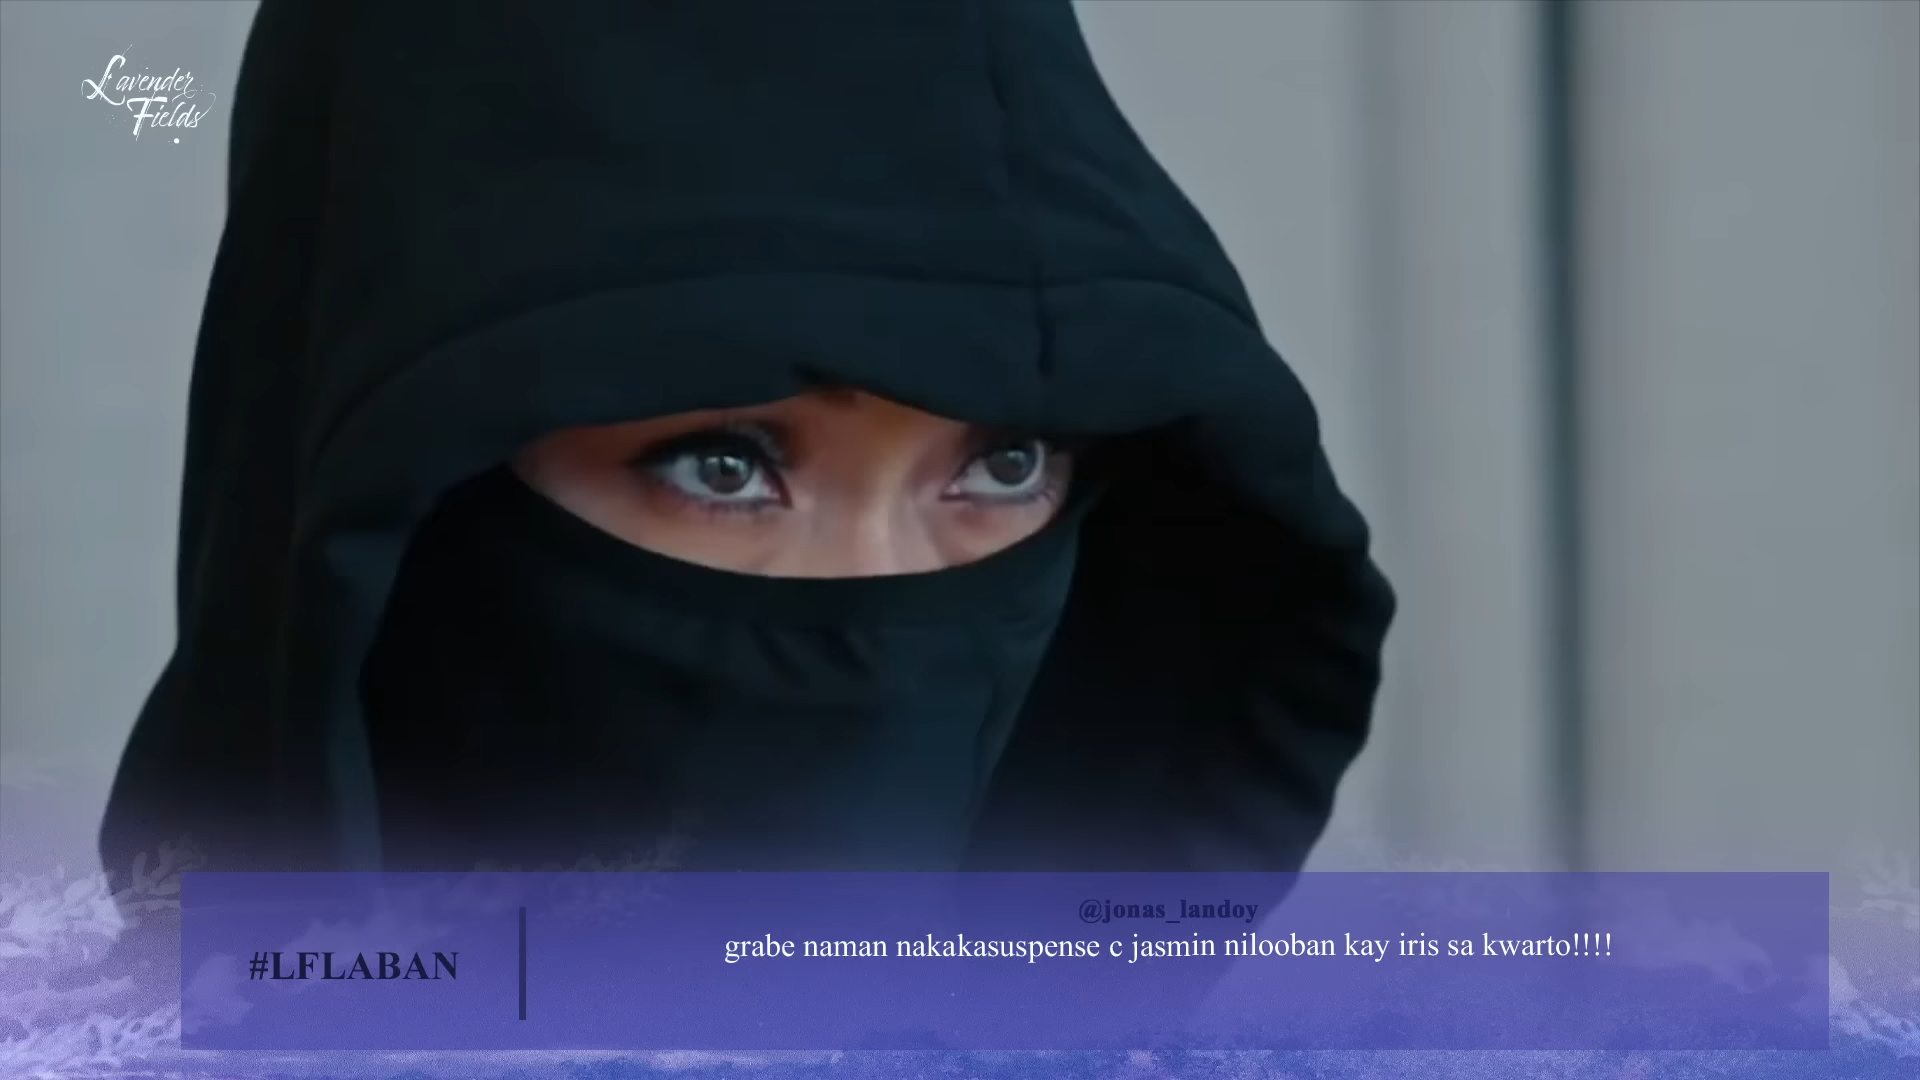 Lavender
Fields
#LFLABAN
@jonas_landoy
grabe naman nakakasuspense c jasmin nilooban kay iris sa kwarto!!!!